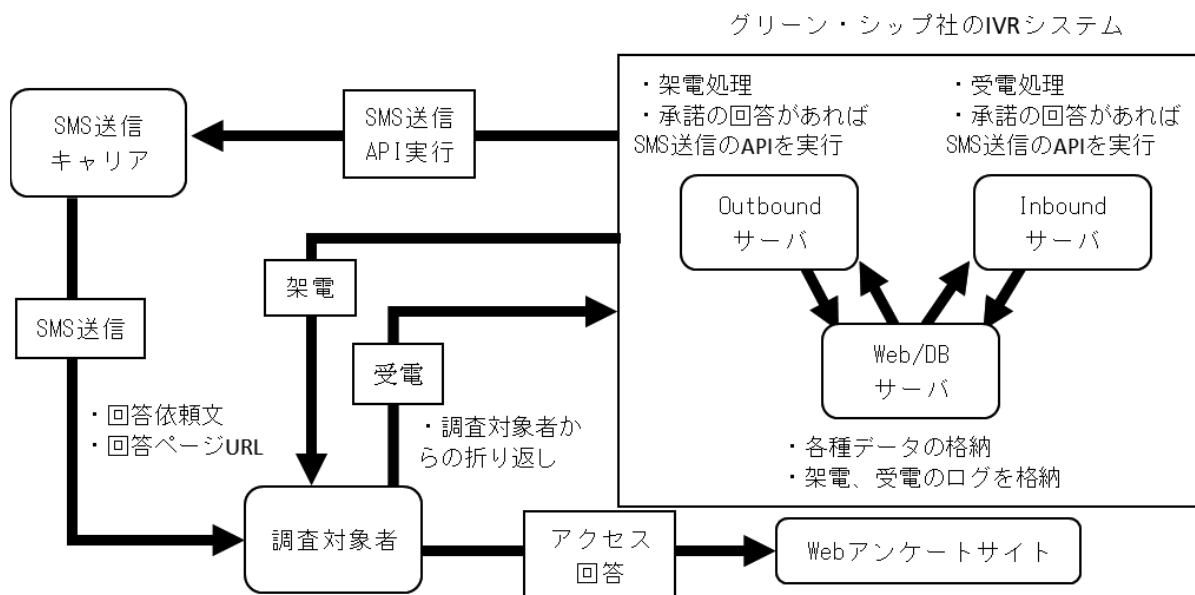 グリーン・シップ社のIVRシステム
・架電処理
・承諾の回答があれば
SMS送信のAPIを実行
・受電処理
・承諾の回答があれば
SMS送信のAPIを実行
SMS送信
キャリア
SMS送信
API実行
Outbound
サーバ
Inbound
サーバ
架電
SMS送信
受電
Web/DB
サーバ
・回答依頼文
・回答ページURL
・調査対象者か
らの折り返し
・各種データの格納
・架電、受電のログを格納
調査対象者
アクセス
回答
Webアンケートサイト